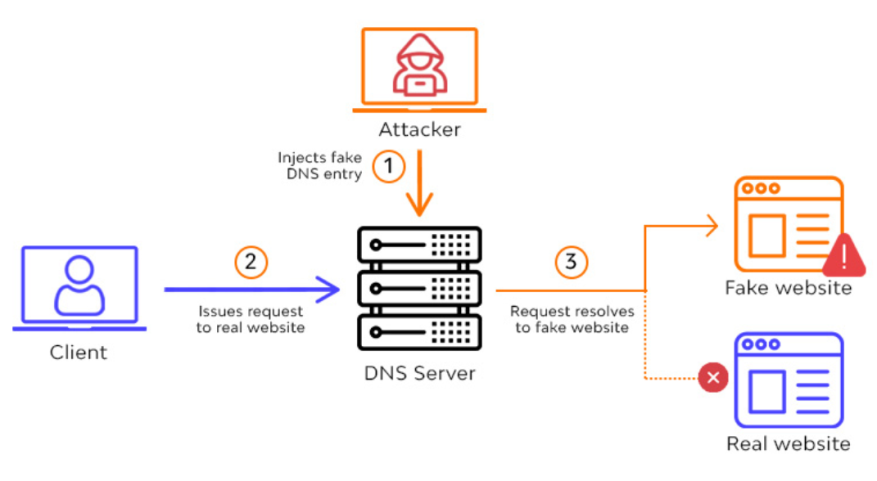 Attacker
Injects fake
DNS entry
1
2
3
Issues request
to real website
Request resolves
to fake website
Client
DNS Server
Fake website
Real website